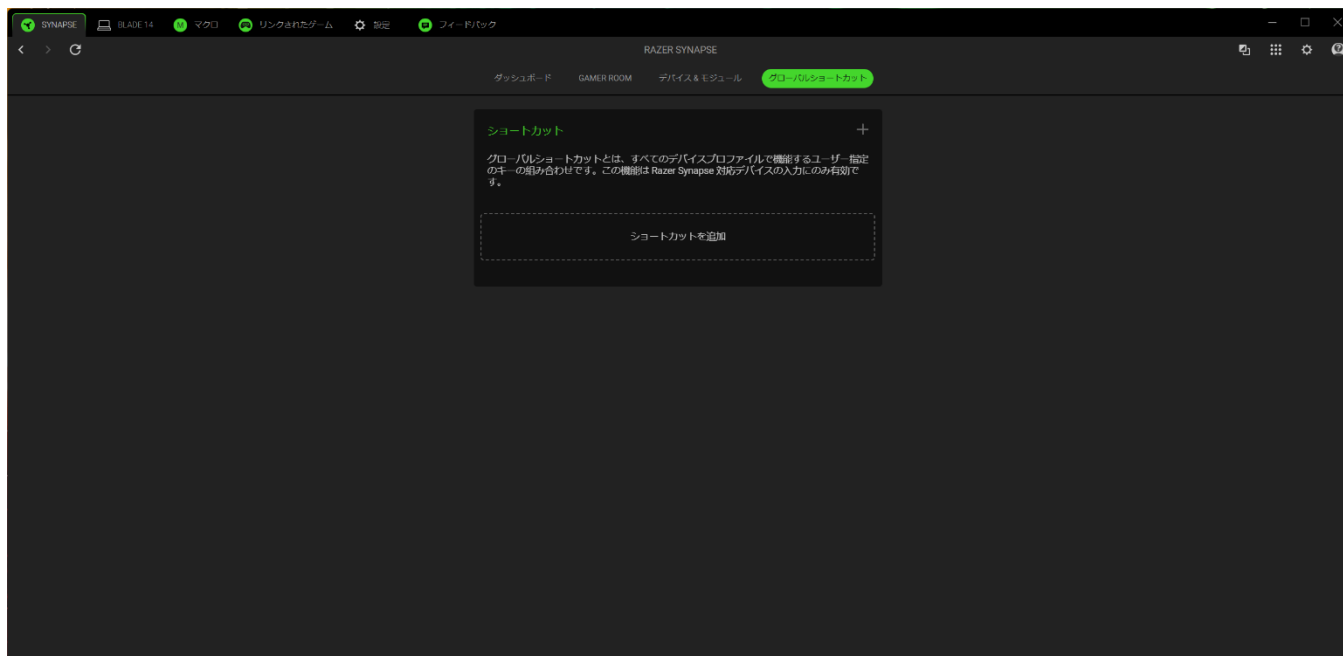 SYNAPSE BLADE 14 マクロ リンクされたゲーム 設定 フィードバック
RAZER SYNAPSE
ダッシュボード GAMER ROOM デバイス & モジュール グローバルショートカット
ショートカット
グローバルショートカットとは、すべてのデバイスプロファイルで機能するユーザー指定
のキーの組み合わせです。この機能は Razer Synapse 対応デバイスの入力にのみ有効で
す。
ショートカットを追加